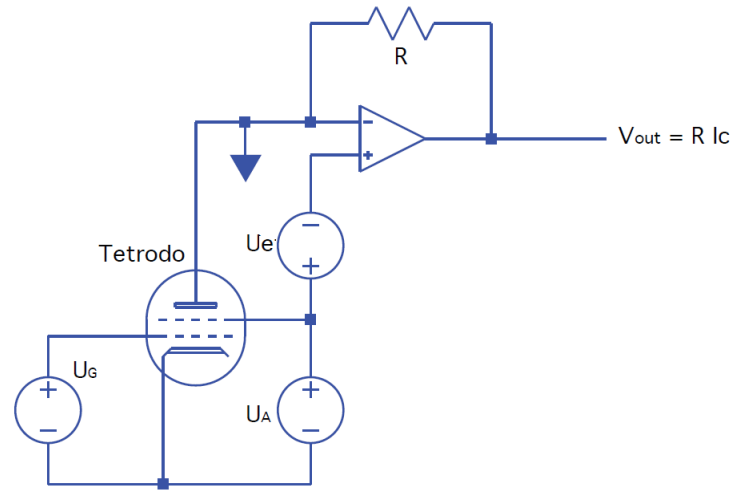 R
Vout = R Ic
Tetrodo
Ue
UG
UA